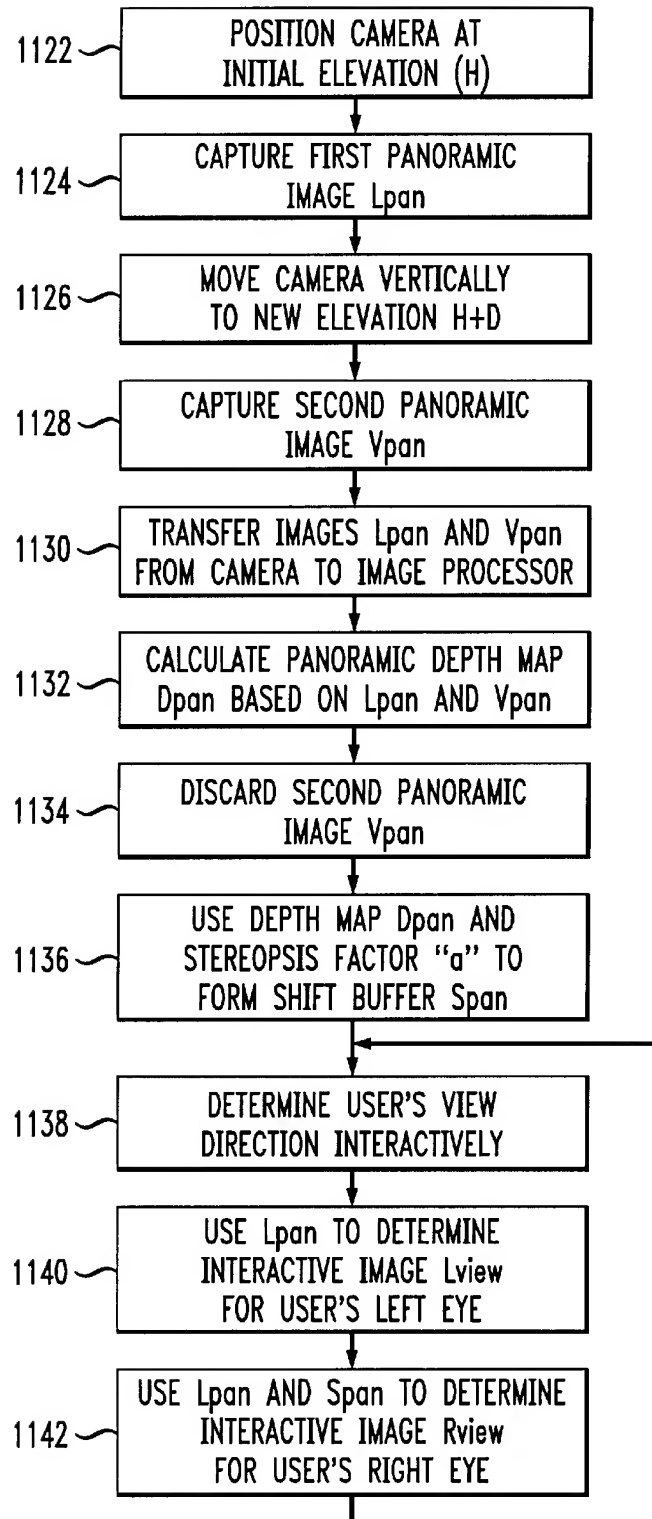 1122
POSITION CAMERA AT
INITIAL ELEVATION (H)
1124
CAPTURE FIRST PANORAMIC
IMAGE Lpan
1126
MOVE CAMERA VERTICALLY
TO NEW ELEVATION H+D
1128
CAPTURE SECOND PANORAMIC
IMAGE Vpan
1130
TRANSFER IMAGES Lpan AND Vpan
FROM CAMERA TO IMAGE PROCESSOR
1132
CALCULATE PANORAMIC DEPTH MAP
Dpan BASED ON Lpan AND Vpan
1134
DISCARD SECOND PANORAMIC
IMAGE Vpan
1136
USE DEPTH MAP Dpan AND
STEREOPSIS FACTOR “a” TO
FORM SHIFT BUFFER Span
1138
DETERMINE USER'S VIEW
DIRECTION INTERACTIVELY
1140
USE Lpan TO DETERMINE
INTERACTIVE IMAGE Lview
FOR USER'S LEFT EYE
1142
USE Lpan AND Span TO DETERMINE
INTERACTIVE IMAGE Rview
FOR USER'S RIGHT EYE